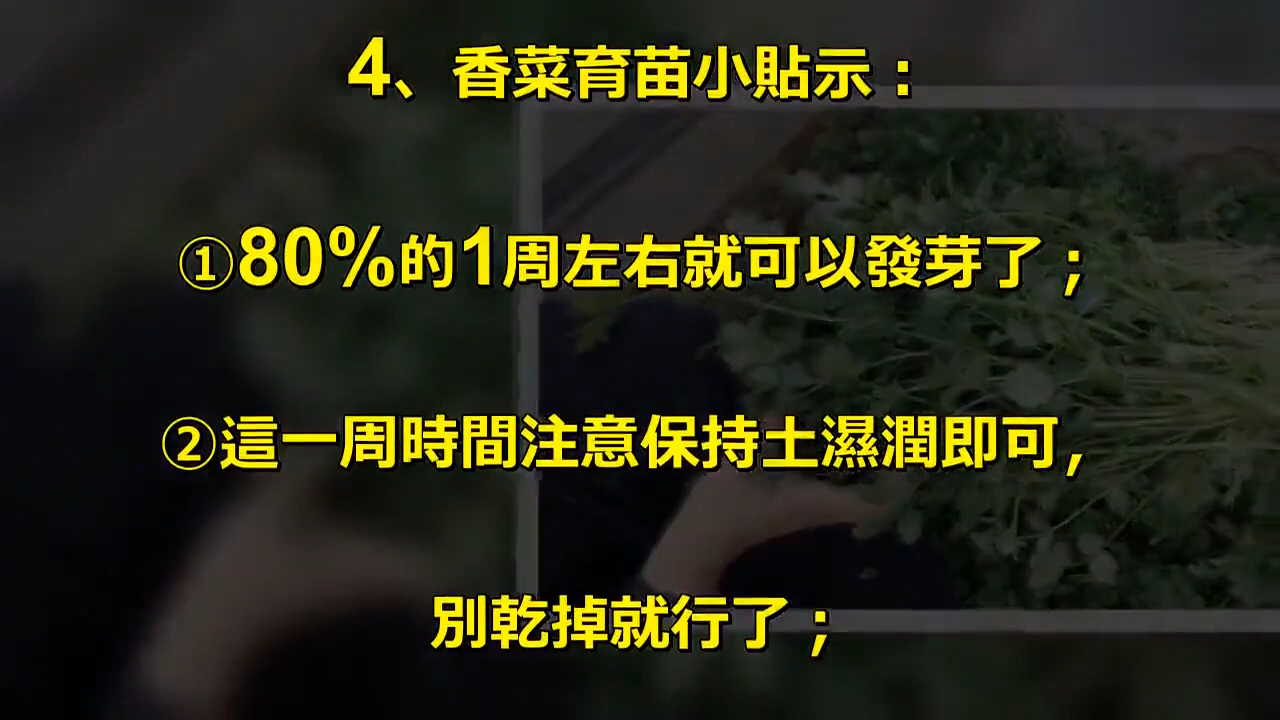 4、香菜育苗小貼示：
①80%的1周左右就可以發芽了；
②這一周時間注意保持土濕潤即可，
別乾掉就行了；